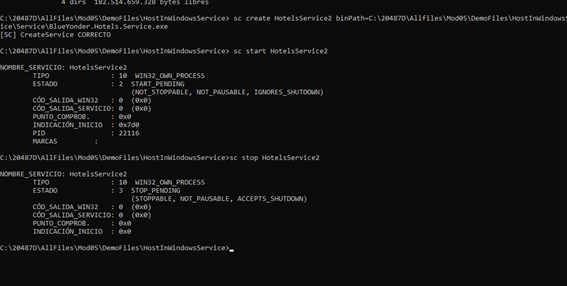 4 dirs  182.514.659.328 bytes libres
C:\20487D\AllFiles\Mod05\DemoFiles\HostInWindowsService> sc create HotelsService2 binPath=C:\20487D\Allfiles\Mod05\DemoFiles\HostInWindowsServ
ice\Service\BlueYonder.Hotels.Service.exe
[SC] CreateService CORRECTO
C:\20487D\AllFiles\Mod05\DemoFiles\HostInWindowsService> sc start HotelsService2
NOMBRE_SERVICIO: HotelsService2
TIPO               : 10  WIN32_OWN_PROCESS
ESTADO             : 2  START_PENDING
(NOT_STOPPABLE, NOT_PAUSABLE, IGNORES_SHUTDOWN)
CÓD_SALIDA_WIN32   : 0  (0x0)
CÓD_SALIDA_SERVICIO: 0  (0x0)
PUNTO_COMPROB.     : 0x0
INDICACIÓN_INICIO  : 0x7d0
PID                : 22116
MARCAS         :
C:\20487D\AllFiles\Mod05\DemoFiles\HostInWindowsService>sc stop HotelsService2
NOMBRE_SERVICIO: HotelsService2
TIPO               : 10  WIN32_OWN_PROCESS
ESTADO             : 3  STOP_PENDING
(STOPPABLE, NOT_PAUSABLE, ACCEPTS_SHUTDOWN)
CÓD_SALIDA_WIN32   : 0  (0x0)
CÓD_SALIDA_SERVICIO: 0  (0x0)
PUNTO_COMPROB.     : 0x0
INDICACIÓN_INICIO  : 0x0
C:\20487D\AllFiles\Mod05\DemoFiles\HostInWindowsService>